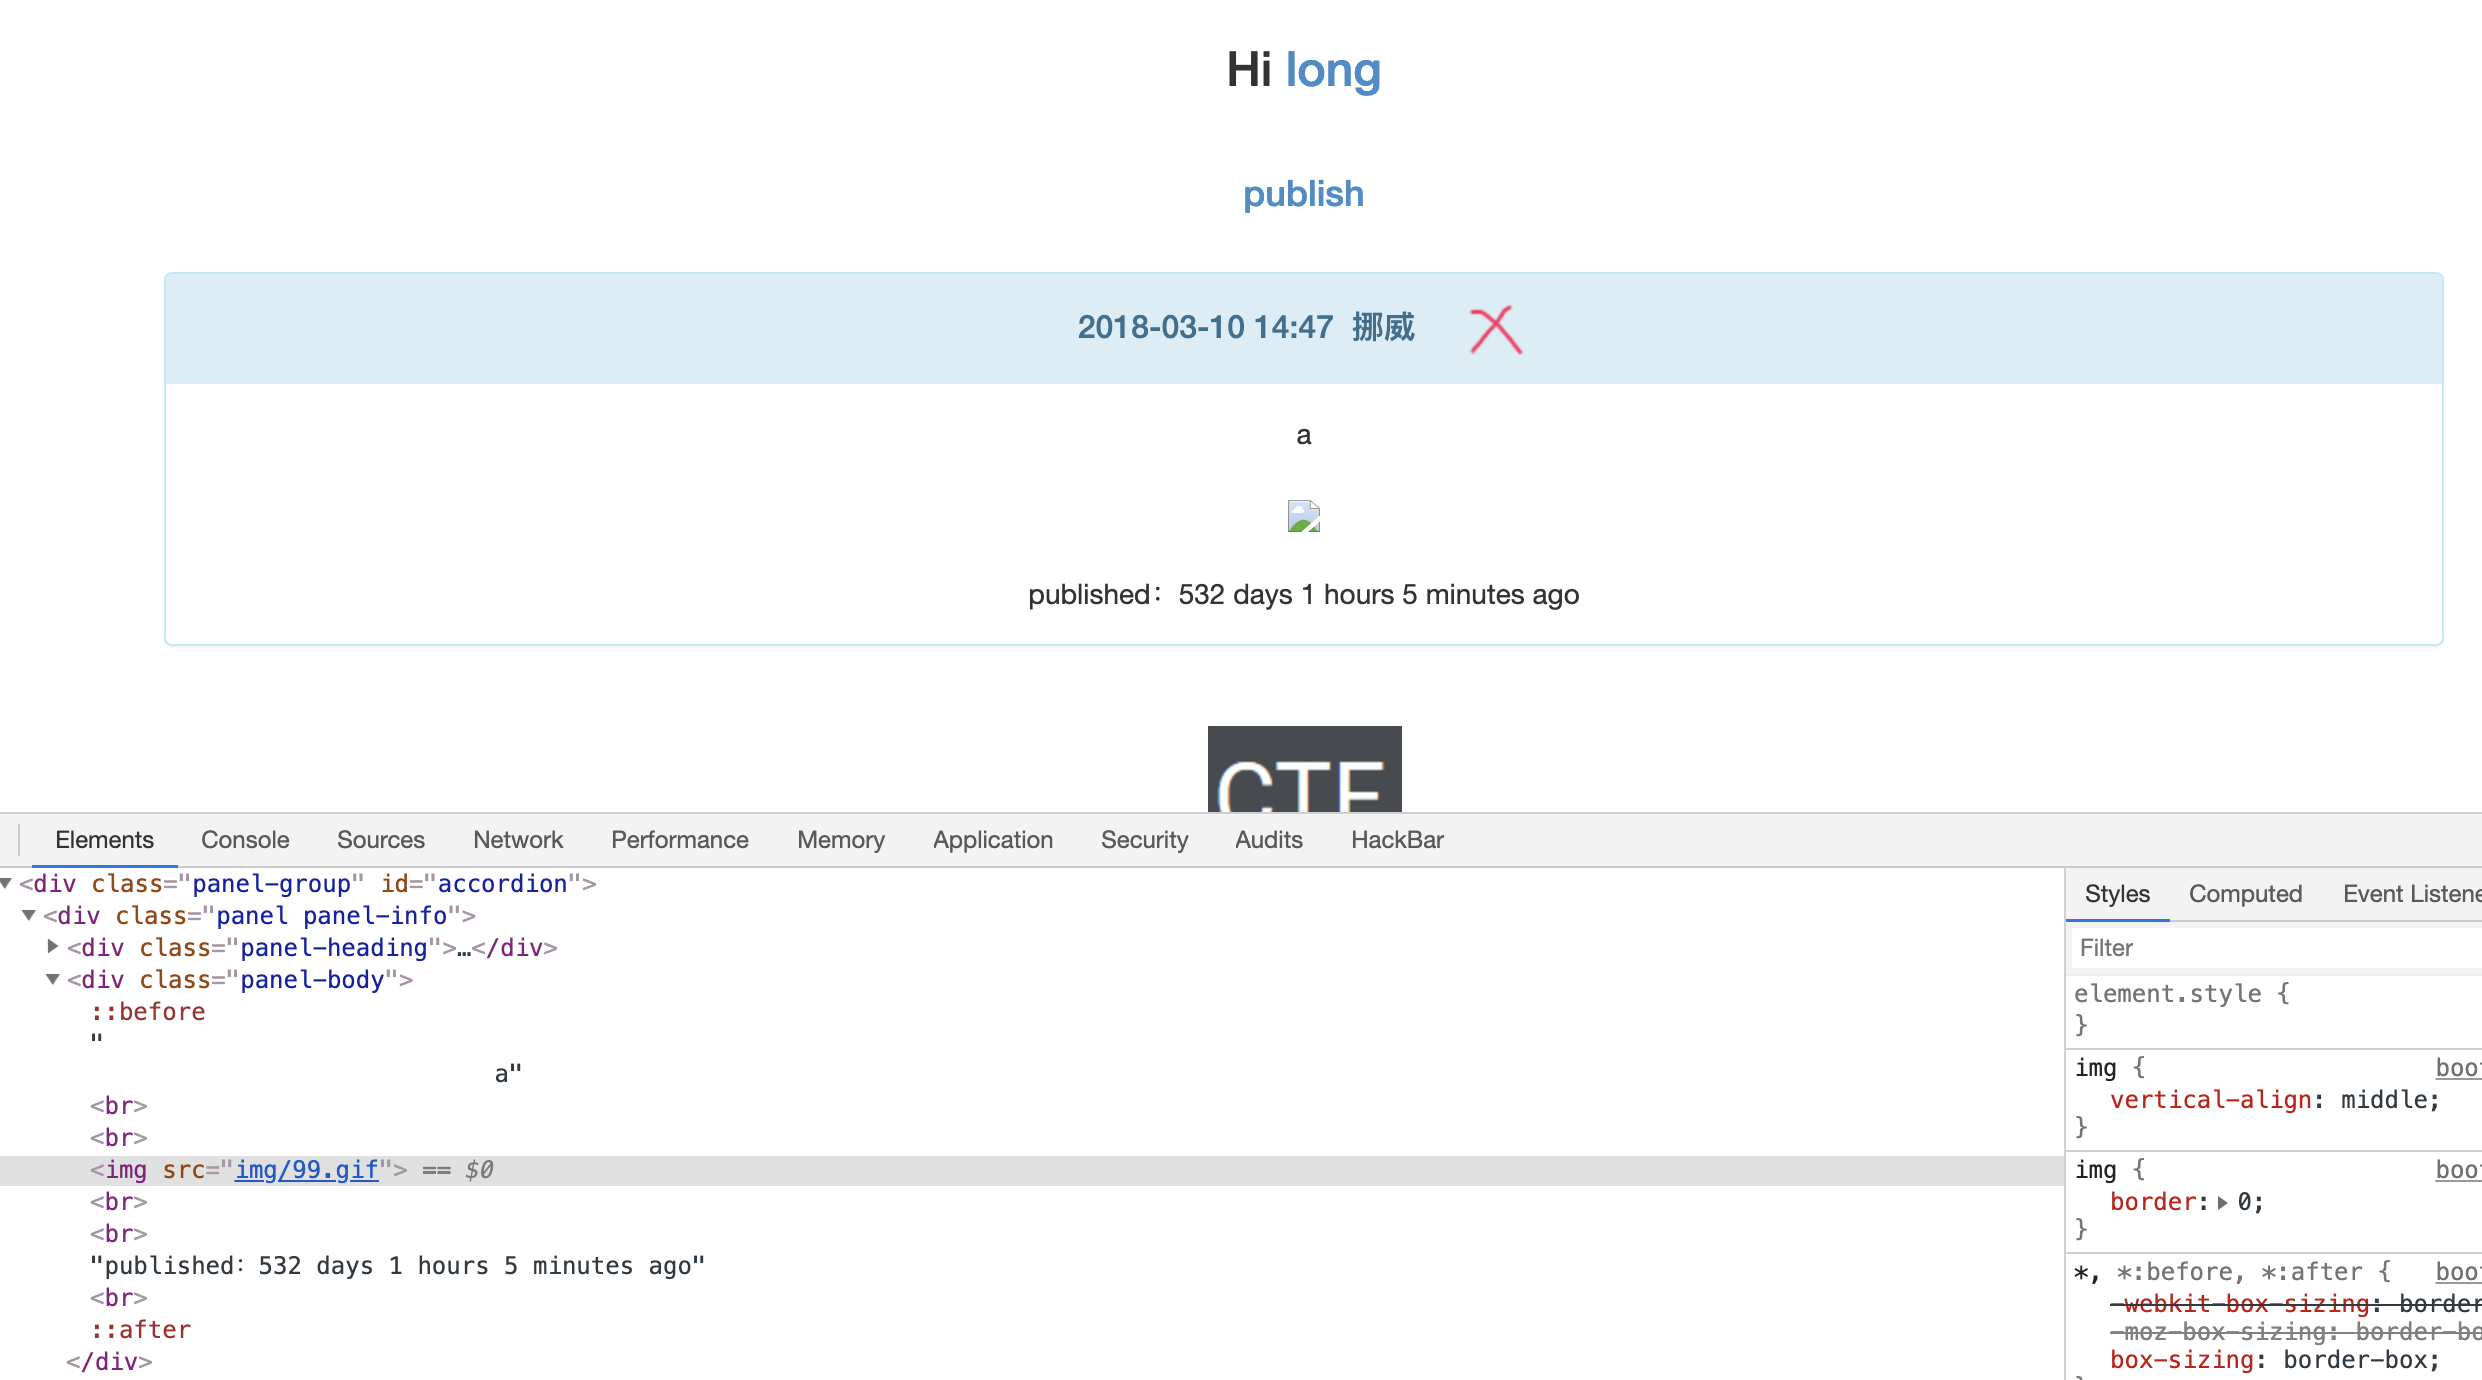 Hi long
publish
2018-03-10 14:47 挪威
a
published：532 days 1 hours 5 minutes ago
CTF
Elements Console Sources Network Performance Memory Application Security Audits HackBar
<div class="panel-group" id="accordion">
<div class="panel panel-info">
<div class="panel-heading">…</div>
<div class="panel-body">
::before
"
a"
<br>
<br>
<img src="img/99.gif"> == $0
<br>
<br>
"published：532 days 1 hours 5 minutes ago"
<br>
::after
</div>
Styles Computed Event Listene
Filter
element.style {
}
img { boot
vertical-align: middle;
}
img { boot
border: 0;
}
*, *:before, *:after { boot
-webkit-box-sizing: border
-moz-box-sizing: border-bo
box-sizing: border-box;